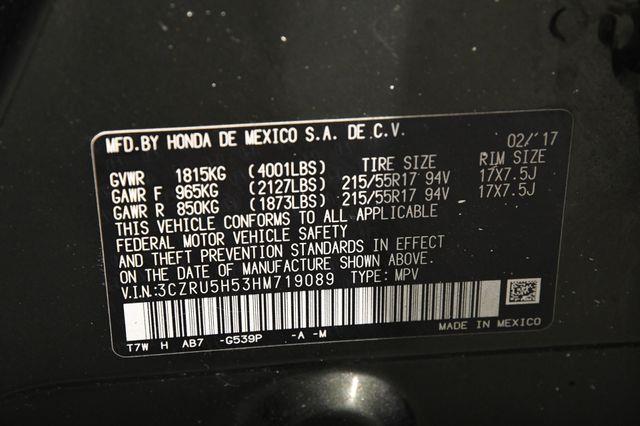 MFD. BY HONDA DE MEXICO S.A. DE C.V. 02/'17
GVWR 1815KG (4001LBS) TIRE SIZE RIM SIZE
GAWR F 965KG (2127LBS) 215/55R17 94V 17X7.5J
GAWR R 850KG (1873LBS) 215/55R17 94V 17X7.5J
THIS VEHICLE CONFORMS TO ALL APPLICABLE
FEDERAL MOTOR VEHICLE SAFETY
AND THEFT PREVENTION STANDARDS IN EFFECT
ON THE DATE OF MANUFACTURE SHOWN ABOVE.
V.I.N:3CZRU5H53HM719089 TYPE: MPV
T7W H AB7 -G539P -A -M MADE IN MEXICO